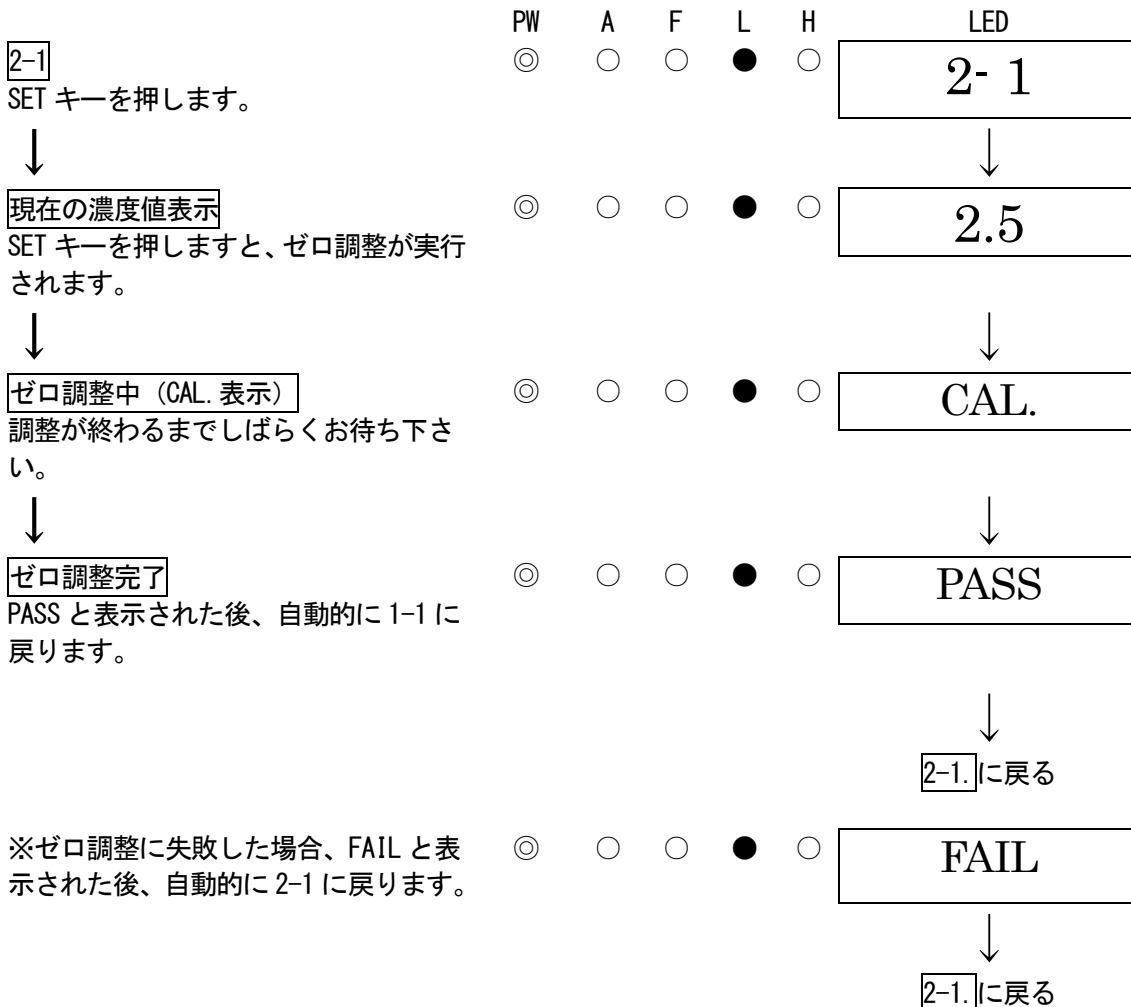 PW A F L H LED
2-1 ◎ ○ ○ ● ○ 2- 1
SET キーを押します。
↓ ↓
現在の濃度値表示 ◎ ○ ○ ● ○ 2.5
SET キーを押しますと、ゼロ調整が実行
されます。
↓ ↓
ゼロ調整中（CAL.表示） ◎ ○ ○ ● ○ CAL.
調整が終わるまでしばらくお待ち下さ
い。
↓ ↓
ゼロ調整完了 ◎ ○ ○ ● ○ PASS
PASS と表示された後、自動的に 1-1 に
戻ります。
↓
2-1.に戻る
※ゼロ調整に失敗した場合、FAIL と表 ◎ ○ ○ ● ○ FAIL
示された後、自動的に 2-1 に戻ります。
↓
2-1.に戻る